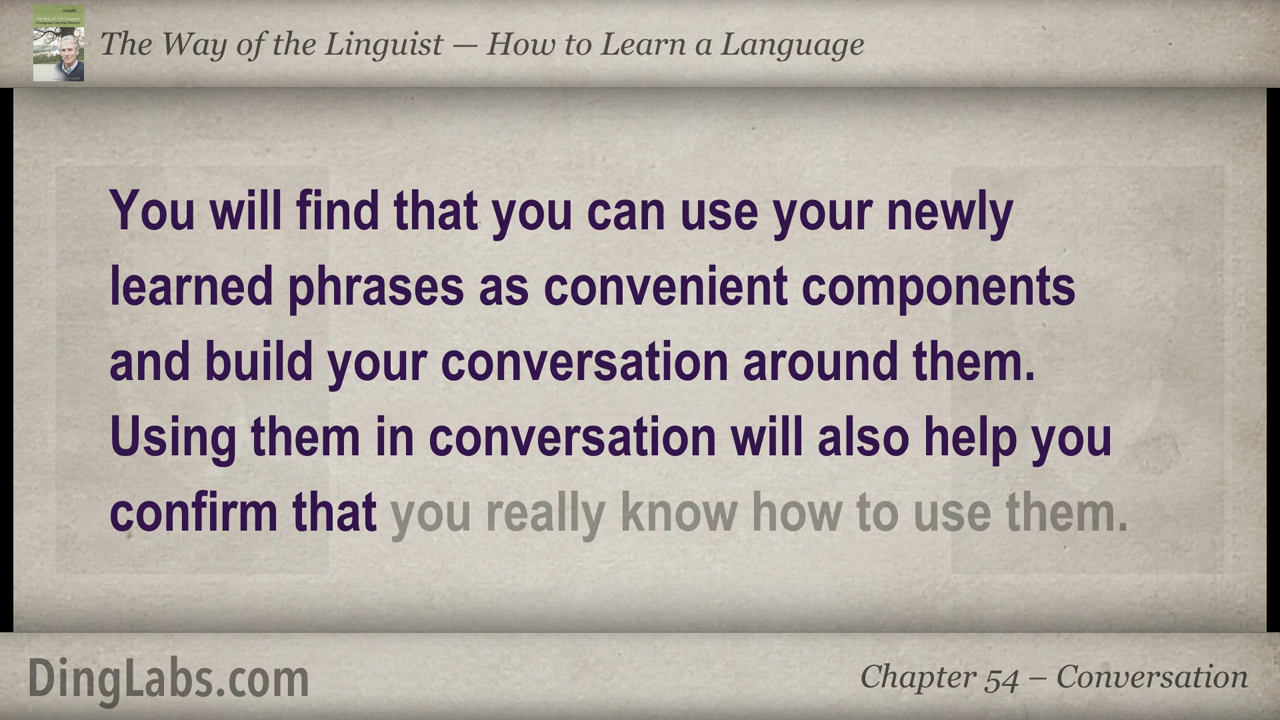 The Way of the Linguist — How to Learn a Language
You will find that you can use your newly
learned phrases as convenient components
and build your conversation around them.
Using them in conversation will also help you
confirm that you really know how to use them.
DingLabs.com
Chapter 54 – Conversation